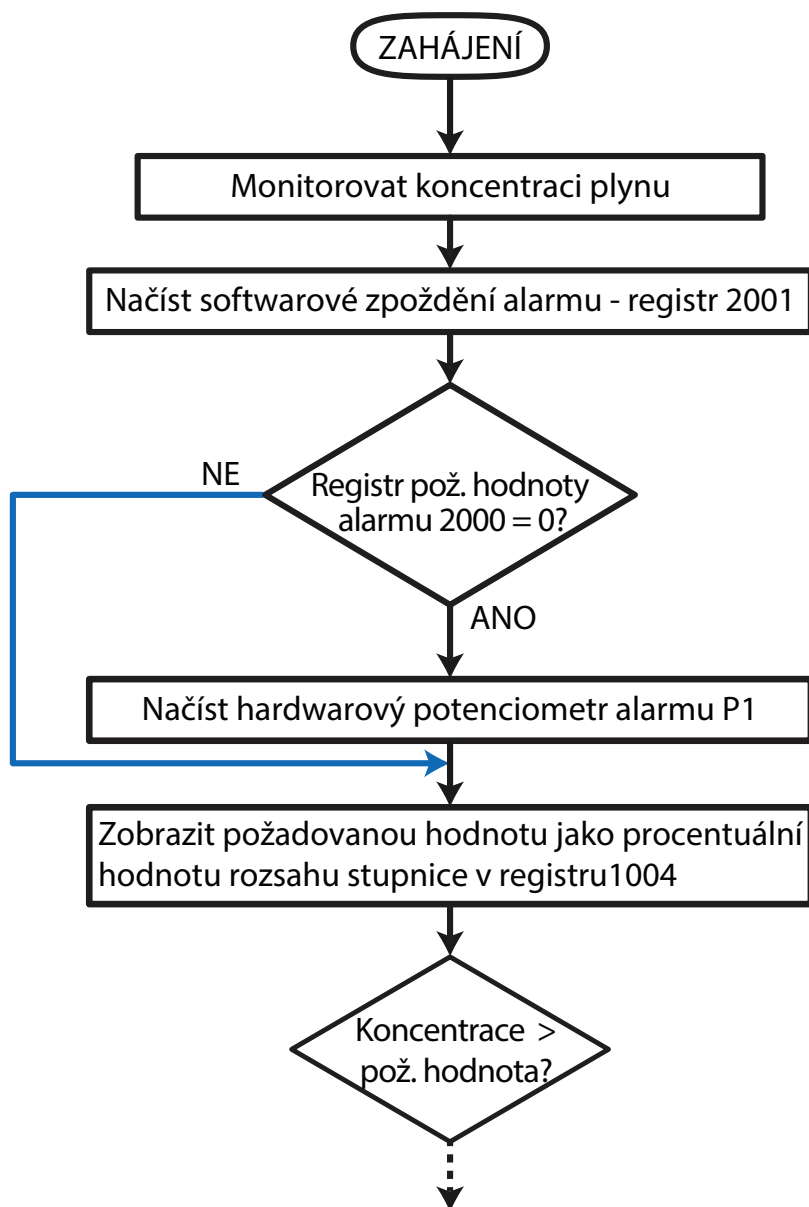 ZAHÁJENÍ
Monitorovat koncentraci plynu
Načíst softwarové zpoždění alarmu - registr 2001
NE
Registr pož. hodnoty
alarmu 2000 = 0?
ANO
Načíst hardwarový potenciometr alarmu P1
Zobrazit požadovanou hodnotu jako procentuální
hodnotu rozsahu stupnice v registru1004
Koncentrace >
pož. hodnota?